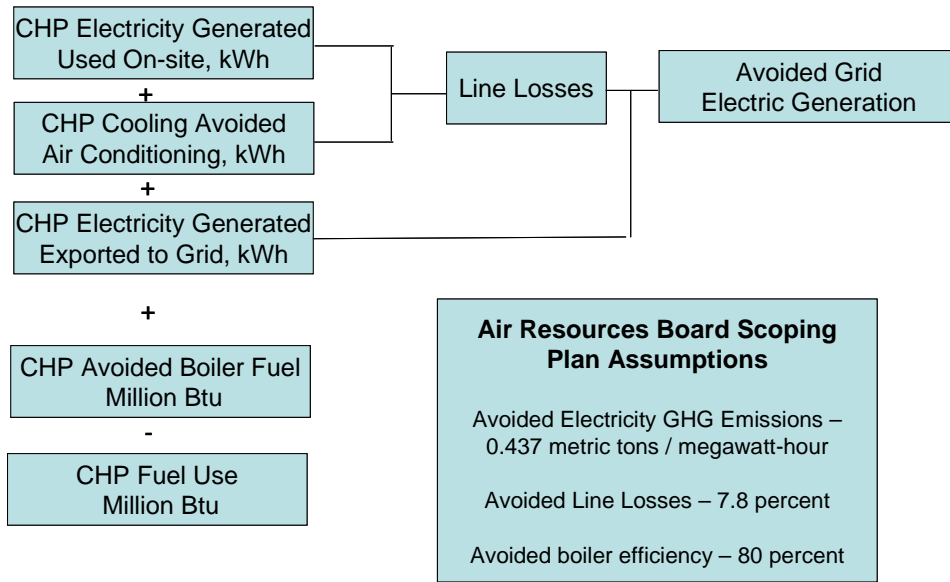 CHP Electricity Generated
Used On-site, kWh
+
CHP Cooling Avoided
Air Conditioning, kWh
+
CHP Electricity Generated
Exported to Grid, kWh
+
CHP Avoided Boiler Fuel
Million Btu
-
CHP Fuel Use
Million Btu
Line Losses
Avoided Grid
Electric Generation
Air Resources Board Scoping
Plan Assumptions
Avoided Electricity GHG Emissions –
0.437 metric tons / megawatt-hour
Avoided Line Losses – 7.8 percent
Avoided boiler efficiency – 80 percent